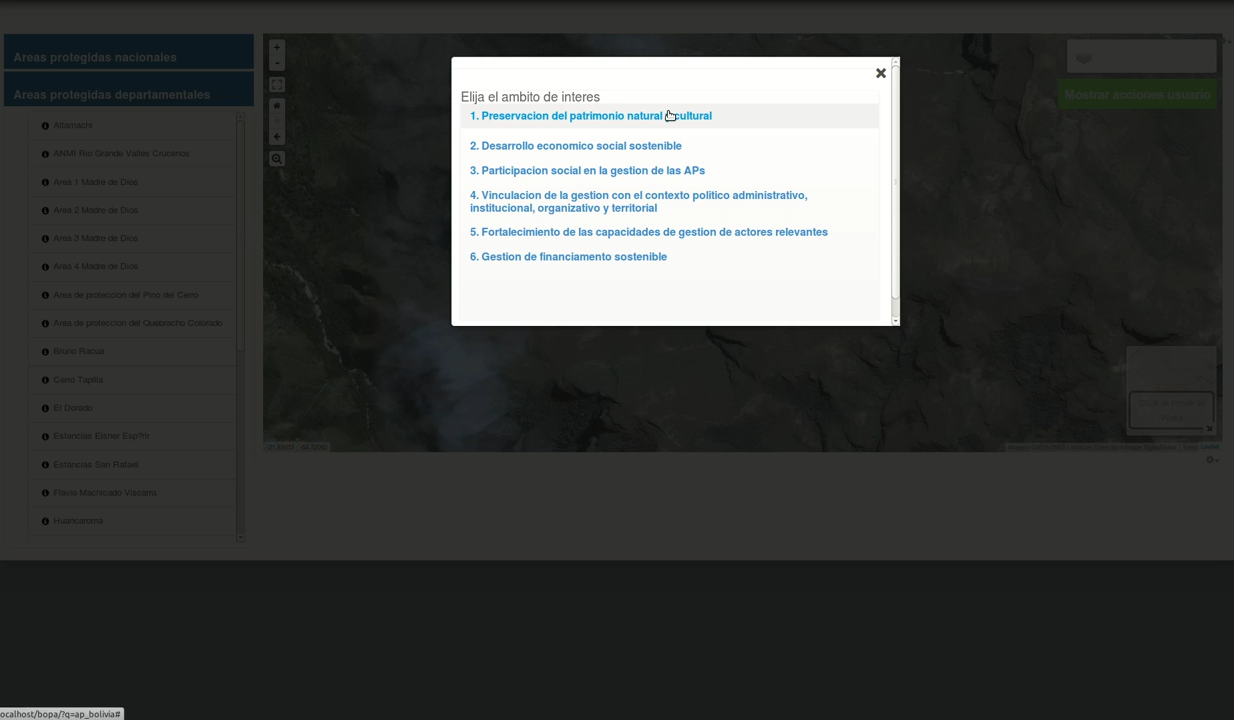 Areas protegidas nacionales
Areas protegidas departamentales
Altamachi
ANMI Rio Grande Valles Crucenos
Area 1 Madre de Dios
Area 2 Madre de Dios
Area 3 Madre de Dios
Area 4 Madre de Dios
Area de proteccion del Pino del Cerro
Area de proteccion del Quebracho Colorado
Bruno Racua
Cerro Tapilla
El Dorado
Estancias Elsner Esp?rir
Estancias San Rafael
Flavio Machicado Viscarra
Huancaroma
+
-
Elija el ambito de interes
1. Preservacion del patrimonio natural cultural
2. Desarrollo economico social sostenible
3. Participacion social en la gestion de las APs
4. Vinculacion de la gestion con el contexto politico administrativo,
institucional, organizativo y territorial
5. Fortalecimiento de las capacidades de gestion de actores relevantes
6. Gestion de financiamento sostenible
Mostrar acciones usuario
ocalhost/bopa/?q=ap_bolivia#